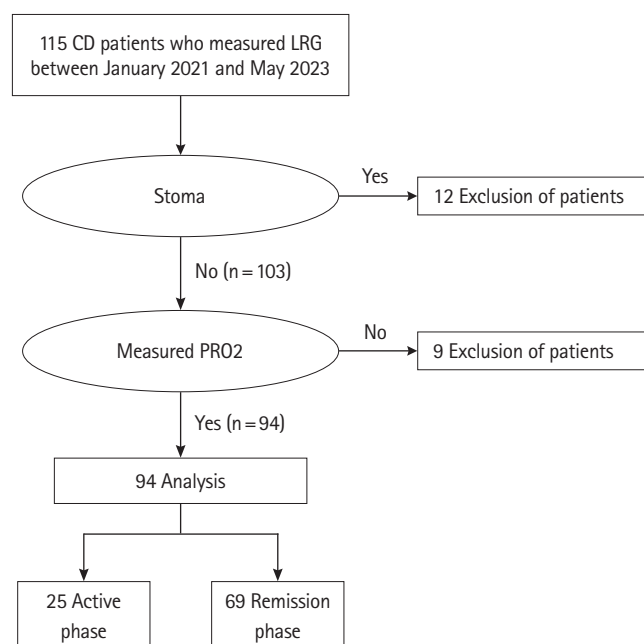 115 CD patients who measured LRG
between January 2021 and May 2023
Stoma
Yes
12 Exclusion of patients
No (n=103)
Measured PRO2
No
9 Exclusion of patients
Yes (n=94)
94 Analysis
25 Active
phase
69 Remission
phase